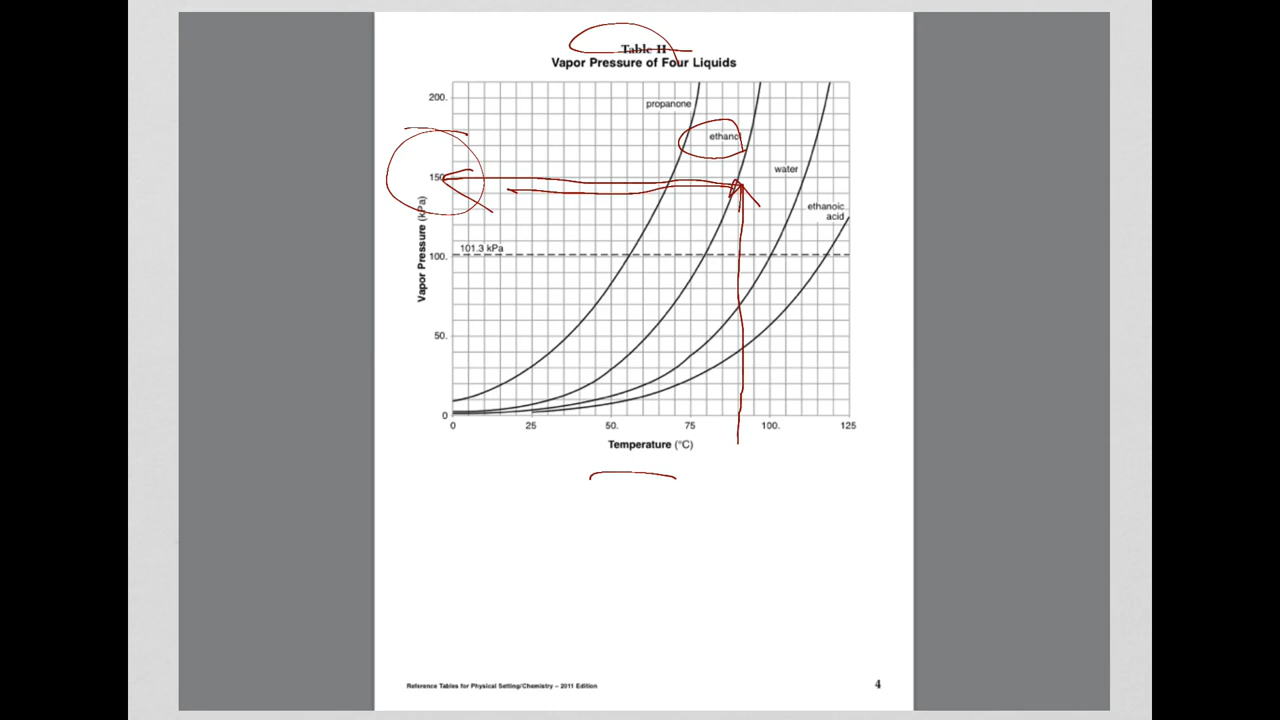 Table H
Vapor Pressure of Four Liquids
200.
propanone
ethano
150
water
ethanoic
acid
Vapor Pressure (kPa)
101.3 kPa
100.
50.
0
0 25 50. 75 100. 125
Temperature (°C)
Reference Tables for Physical Setting/Chemistry – 2011 Edition
4